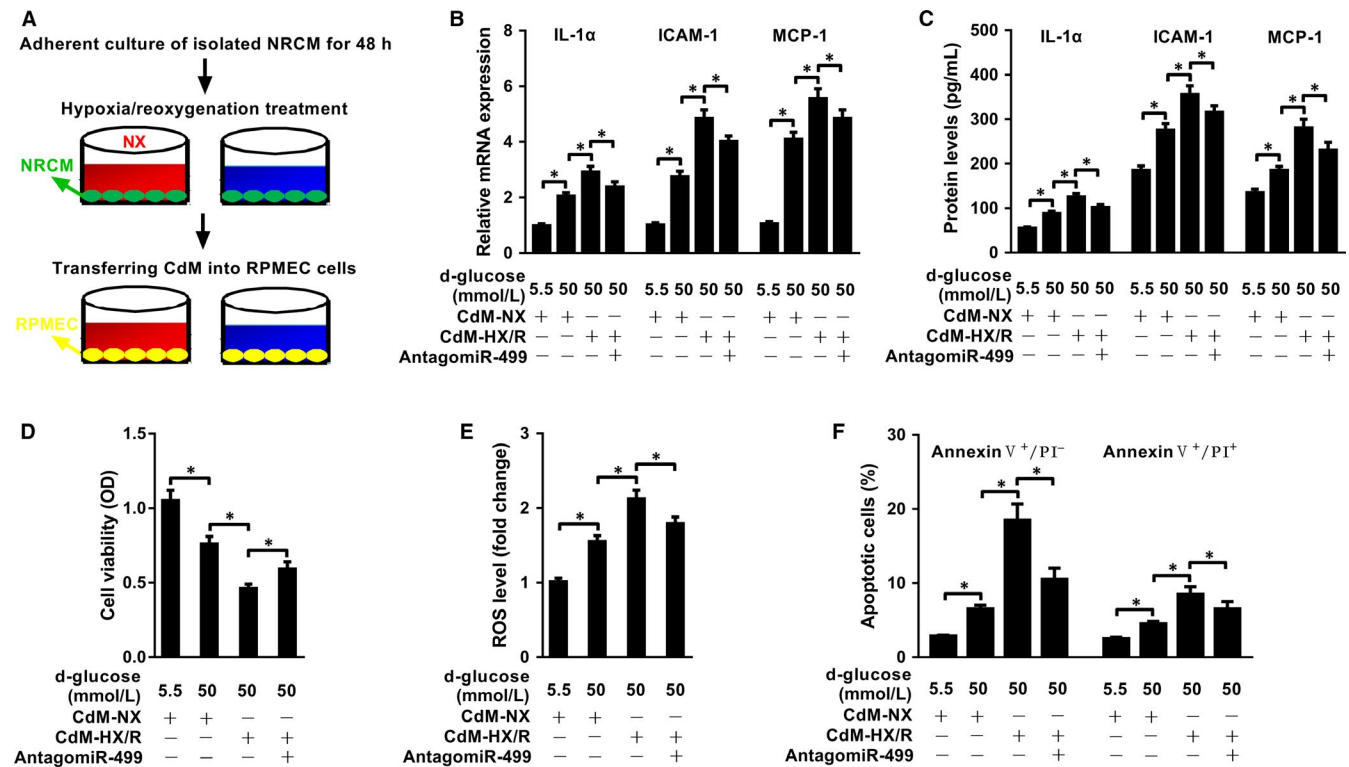 A
Adherent culture of isolated NRCM for 48 h
Hypoxia/reoxygenation treatment
NX
NRCM
Transferring CdM into RPMEC cells
RPMEC
B
IL-1α ICAM-1 MCP-1
* * * * * * * * *
Relative mRNA expression
8
6
4
2
0
d-glucose
(mmol/L) 5.5 50 50 50 5.5 50 50 50 5.5 50 50 50
CdM-NX + + − − + + − − + + − −
CdM-HX/R − − + + − − + + − − + +
AntagomiR-499 − − − + − − − + − − − +
C
IL-1α ICAM-1 MCP-1
* * * * * * * * *
Protein levels (pg/mL)
500
400
300
200
100
0
d-glucose
(mmol/L) 5.5 50 50 50 5.5 50 50 50 5.5 50 50 50
CdM-NX + + − − + + − − + + − −
CdM-HX/R − − + + − − + + − − + +
AntagomiR-499 − − − + − − − + − − − +
D
* * *
Cell viability (OD)
1.5
1.0
0.5
0.0
d-glucose
(mmol/L) 5.5 50 50 50
CdM-NX + + − −
CdM-HX/R − − + +
AntagomiR-499 − − − +
E
* * *
ROS level (fold change)
3
2
1
0
d-glucose
(mmol/L) 5.5 50 50 50
CdM-NX + + − −
CdM-HX/R − − + +
AntagomiR-499 − − − +
F
Annexin V⁺/PI⁻ Annexin V⁺/PI⁺
* * * * * *
Apoptotic cells (%)
30
20
10
0
d-glucose
(mmol/L) 5.5 50 50 50 5.5 50 50 50
CdM-NX + + − − + + − −
CdM-HX/R − − + + − − + +
AntagomiR-499 − − − + − − − +